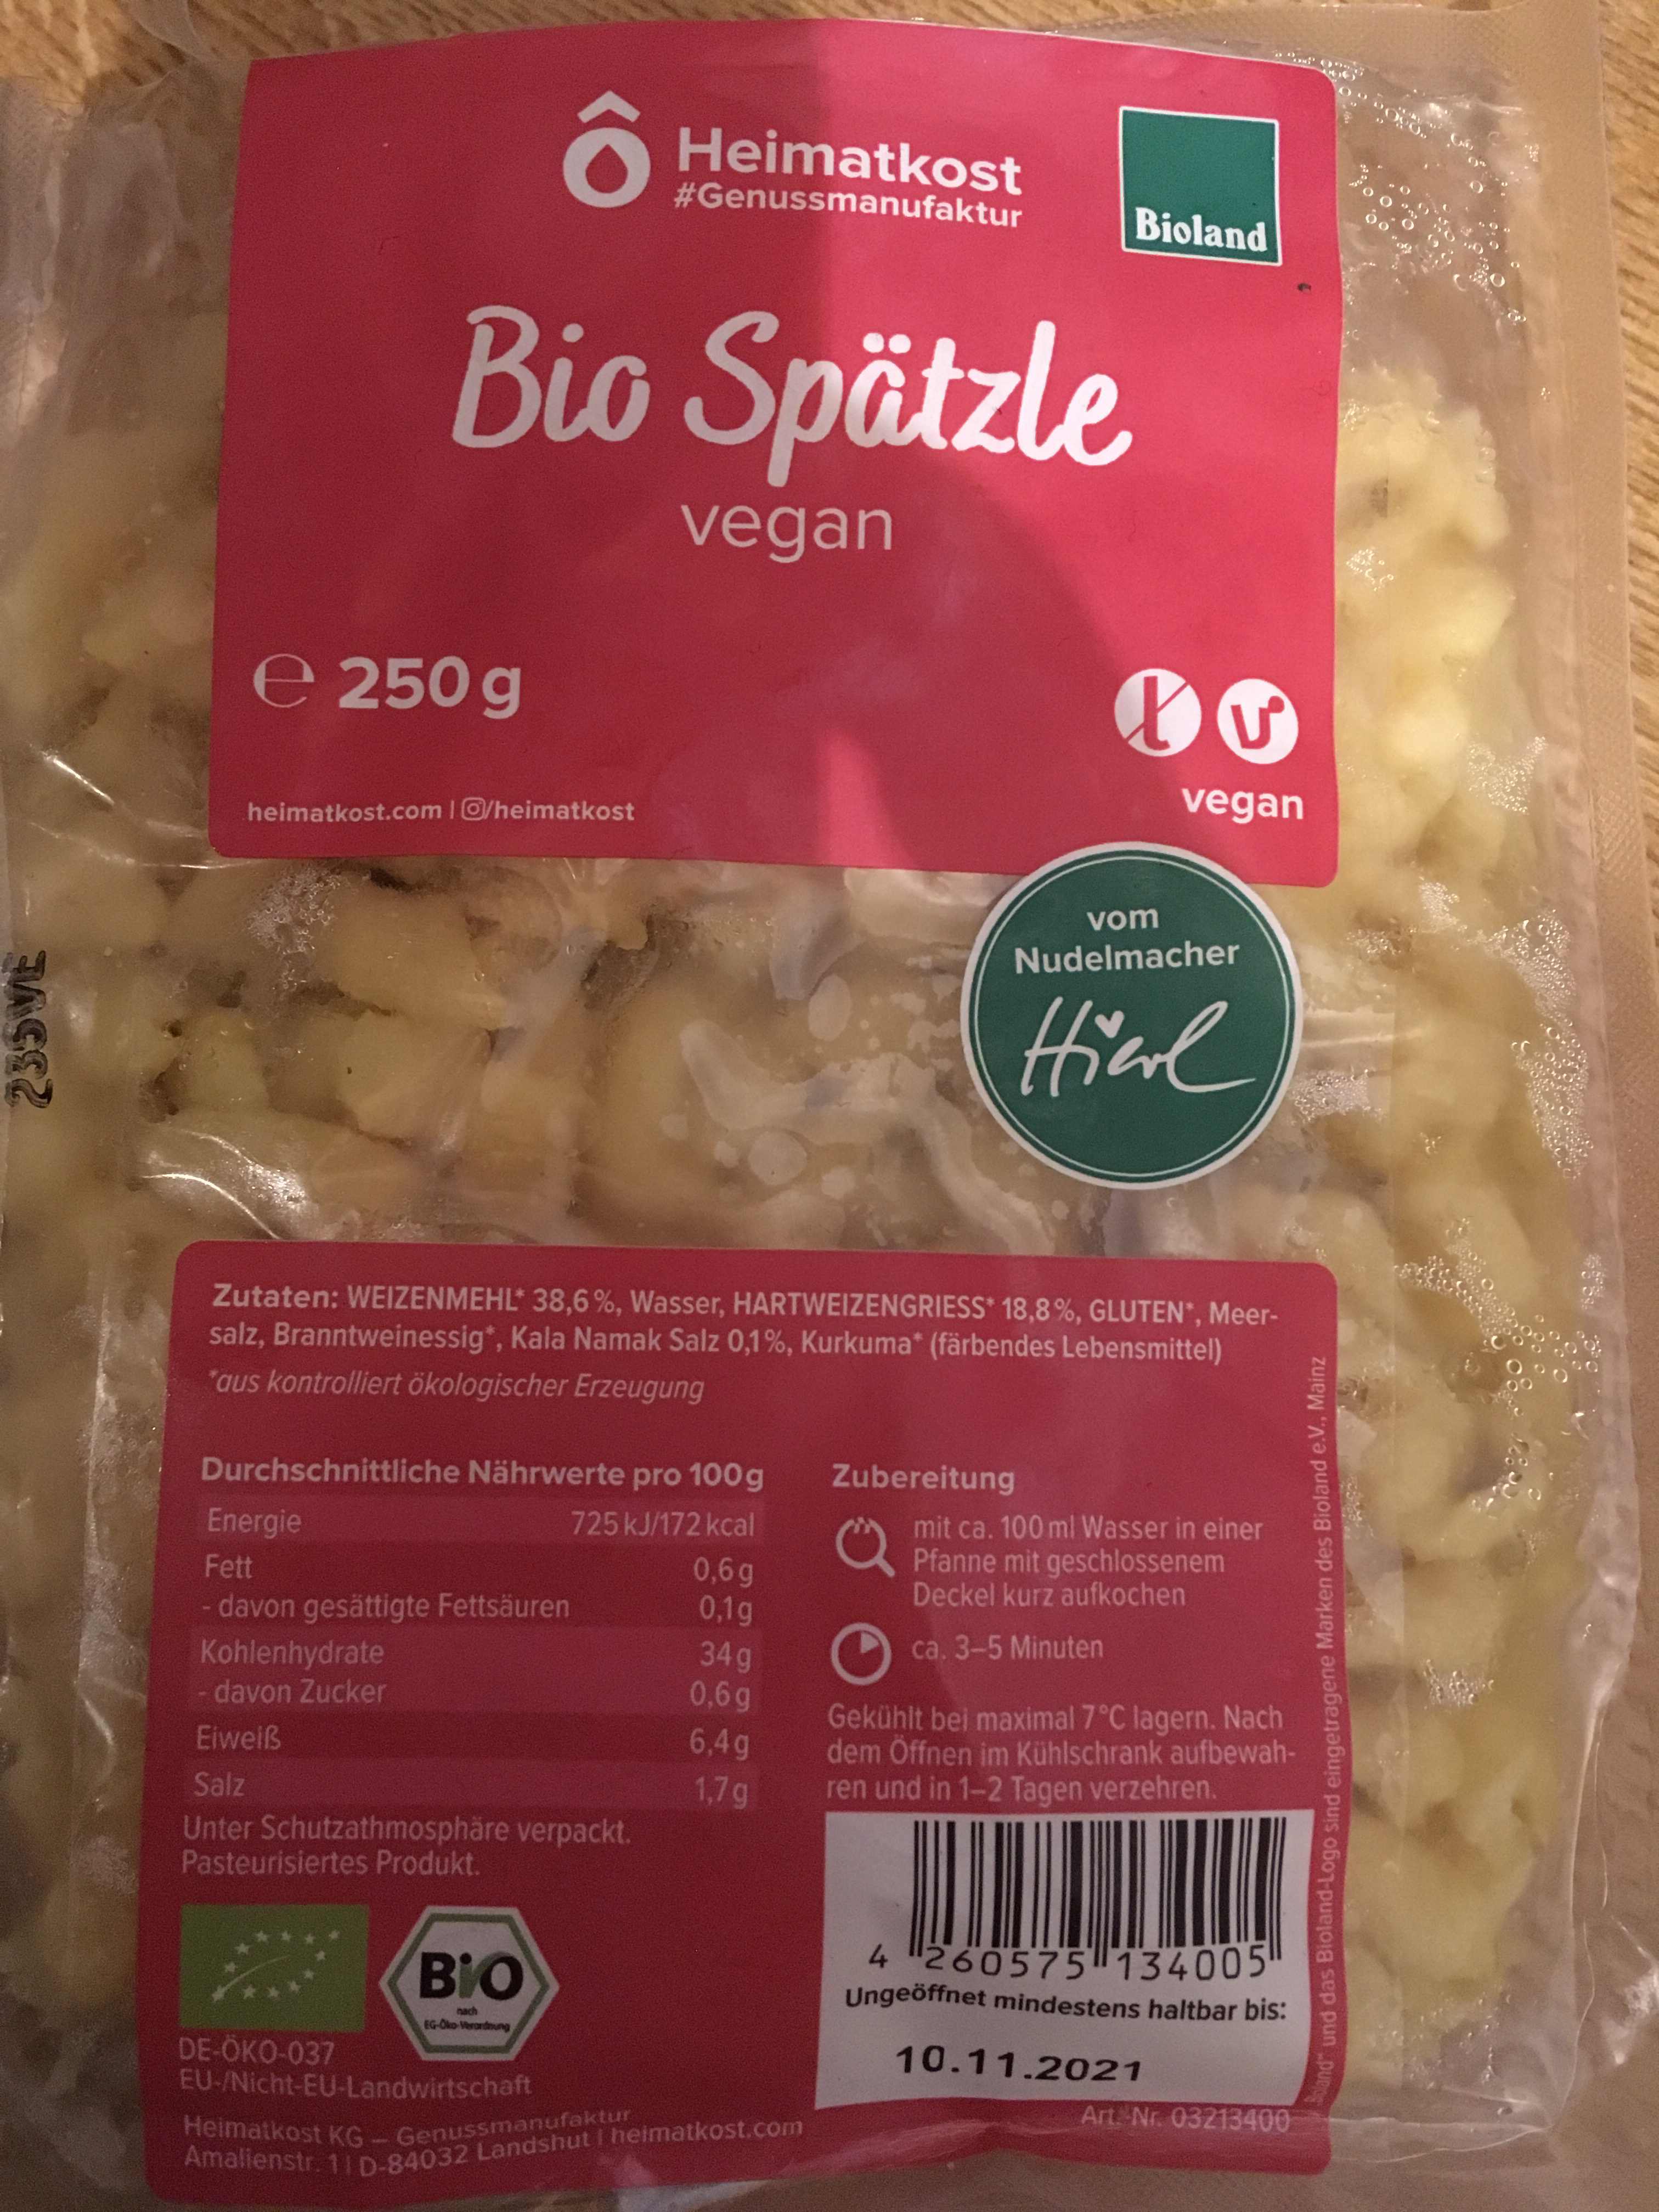 Heimatkost
#Genussmanufaktur
Bioland
Bio Spätzle
vegan
e 250 g
vegan
heimatkost.com | /heimatkost
vom
Nudelmacher
Hierl
235WE
Zutaten: WEIZENMEHL* 38,6%, Wasser, HARTWEIZENGRIESS* 18,8%, GLUTEN*, Meer-
salz, Branntweinessig*, Kala Namak Salz 0,1%, Kurkuma* (färbendes Lebensmittel)
*aus kontrolliert ökologischer Erzeugung
Durchschnittliche Nährwerte pro 100g
Energie 725 kJ/172 kcal
Fett 0,6 g
- davon gesättigte Fettsäuren 0,1 g
Kohlenhydrate 34 g
- davon Zucker 0,6 g
Eiweiß 6,4 g
Salz 1,7 g
Unter Schutzathmosphäre verpackt.
Pasteurisiertes Produkt.
Zubereitung
mit ca. 100 ml Wasser in einer
Pfanne mit geschlossenem
Deckel kurz aufkochen
ca. 3–5 Minuten
Gekühlt bei maximal 7°C lagern. Nach
dem Öffnen im Kühlschrank aufbewah-
ren und in 1–2 Tagen verzehren.
4 260575 134005
Ungeöffnet mindestens haltbar bis:
10.11.2021
Art.-Nr. 03213400
BiO
nach
EG-Öko-Verordnung
DE-ÖKO-037
EU-/Nicht-EU-Landwirtschaft
Heimatkost KG – Genussmanufaktur
Amalienstr. 1 | D-84032 Landshut | heimatkost.com
und das Bioland-Logo sind eingetragene Marken des Bioland e.V., Mainz